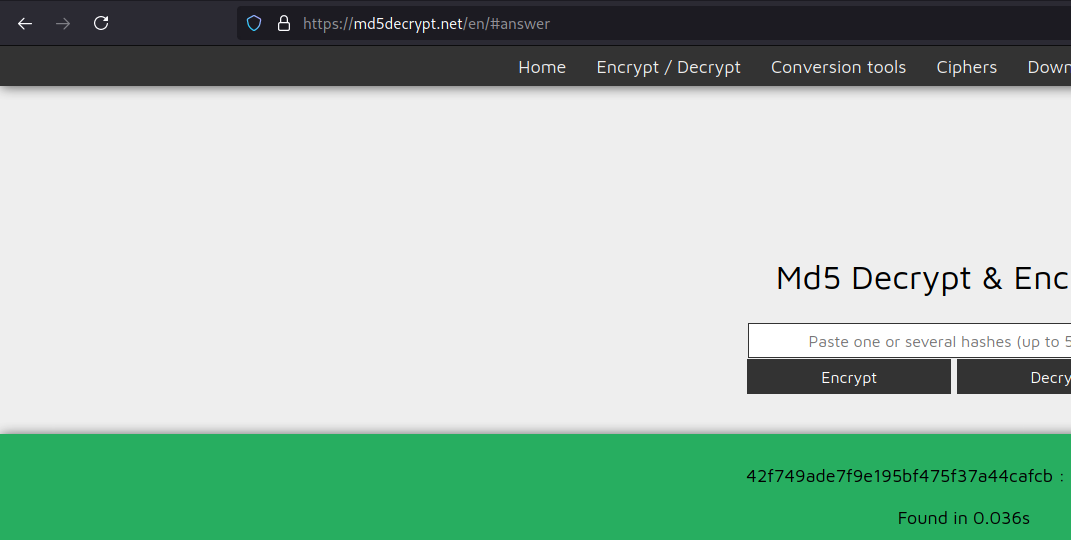 https://md5decrypt.net/en/#answer
Home Encrypt / Decrypt Conversion tools Ciphers Down
Md5 Decrypt & Enc
Paste one or several hashes (up to 5
Encrypt Decry
42f749ade7f9e195bf475f37a44cafcb :
Found in 0.036s